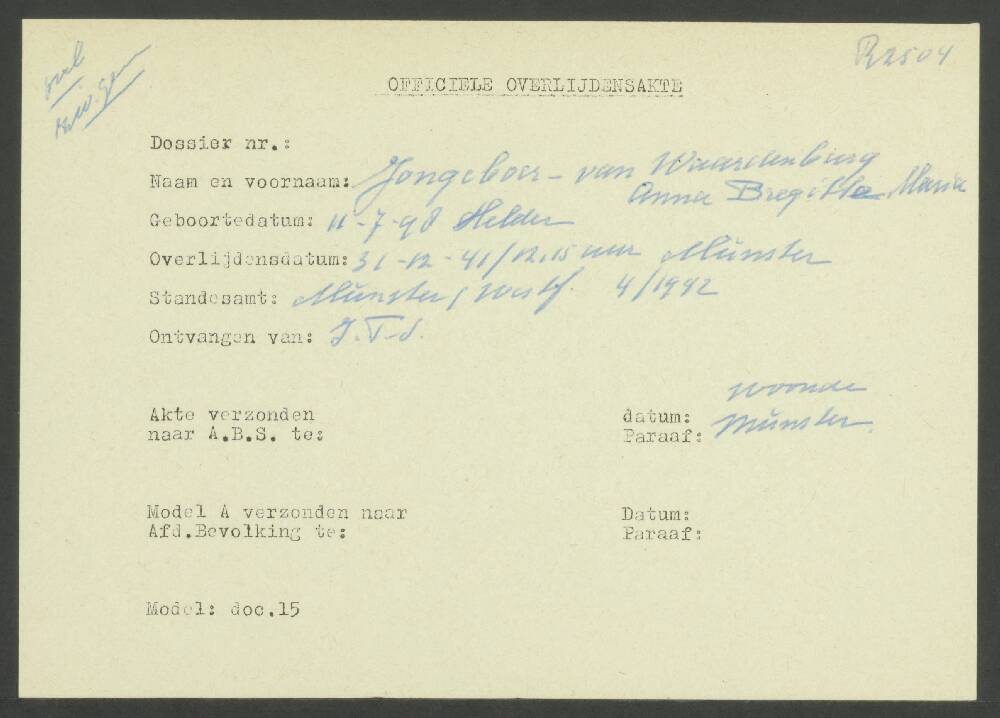 R2504
OFFICIELE OVERLIJDENSAKTE
Dossier nr.:
Naam en voornaam: Jongeboer - van Waardenburg
Anna Bregitta Maria
Geboortedatum: 11-7-98 Helder
Overlijdensdatum: 31-12-41/12.15 uur Münster
Standesamt: Münster/Westf. 4/1942
Ontvangen van: J.T.S.
woonde
Akte verzonden datum: Münster.
naar A.B.S. te: Paraaf:
Model A verzonden naar Datum:
Afd.Bevolking te: Paraaf:
Model: doc.15